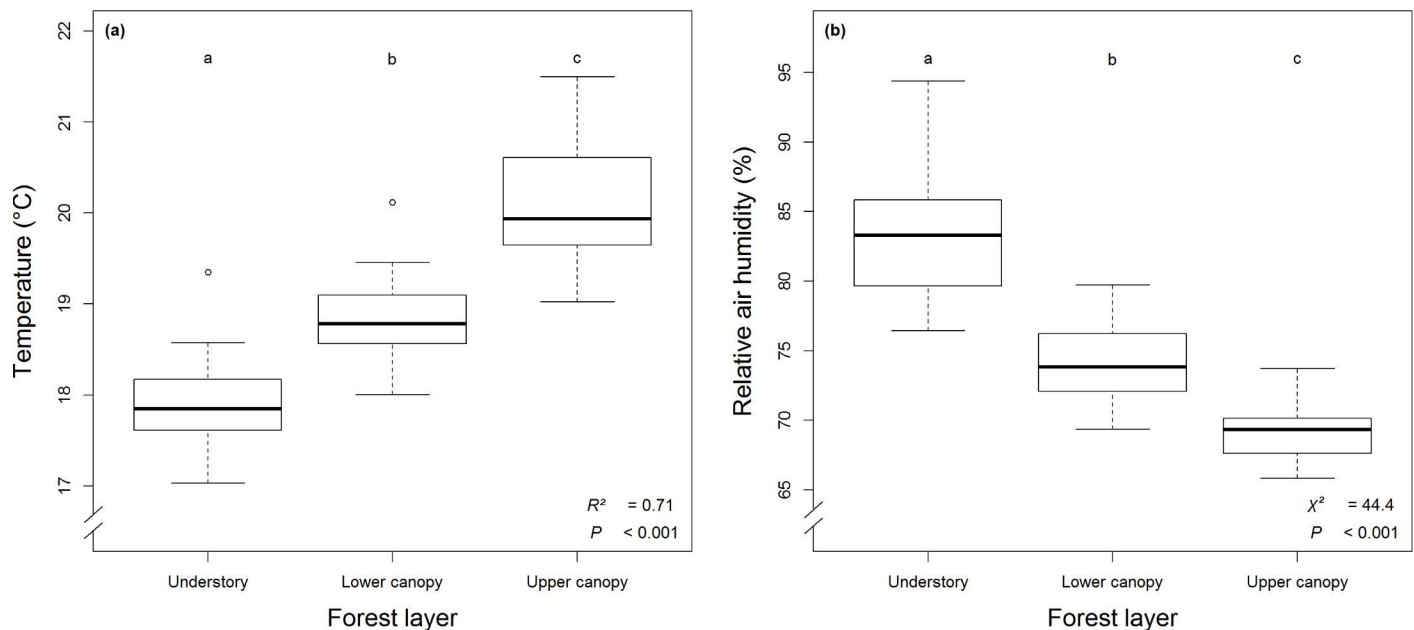 (a)
a b c
22
21
20
19
18
17
Temperature (°C)
R² = 0.71
P < 0.001
Understory Lower canopy Upper canopy
Forest layer
(b)
a b c
95
90
85
80
75
70
65
Relative air humidity (%)
χ² = 44.4
P < 0.001
Understory Lower canopy Upper canopy
Forest layer